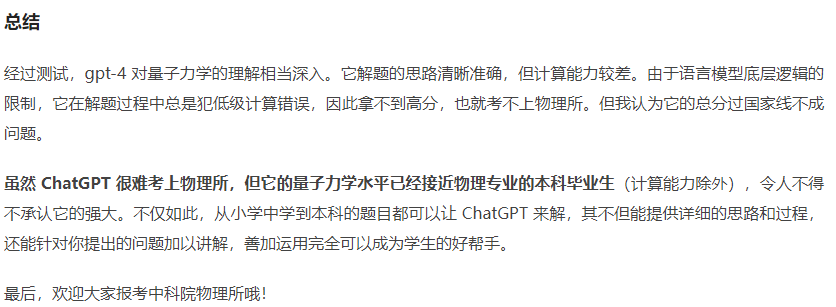 总结
经过测试，gpt-4 对量子力学的理解相当深入。它解题的思路清晰准确，但计算能力较差。由于语言模型底层逻辑的
限制，它在解题过程中总是犯低级计算错误，因此拿不到高分，也就考不上物理所。但我认为它的总分过国家线不成
问题。
虽然 ChatGPT 很难考上物理所，但它的量子力学水平已经接近物理专业的本科毕业生（计算能力除外），令人不得
不承认它的强大。不仅如此，从小学中学到本科的题目都可以让 ChatGPT 来解，其不但能提供详细的思路和过程，
还能针对你提出的问题加以讲解，善加运用完全可以成为学生的好帮手。
最后，欢迎大家报考中科院物理所哦！